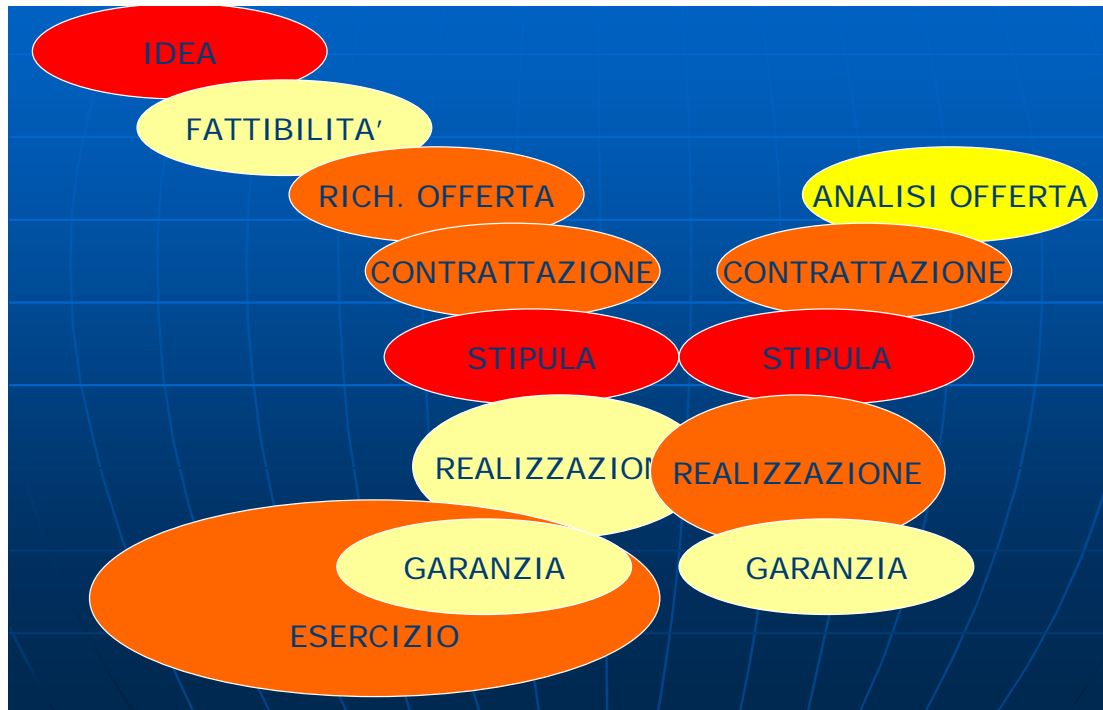 IDEA
FATTIBILITA’
RICH. OFFERTA
ANALISI OFFERTA
CONTRATTAZIONE
CONTRATTAZIONE
STIPULA
STIPULA
REALIZZAZION
REALIZZAZIONE
GARANZIA
GARANZIA
ESERCIZIO